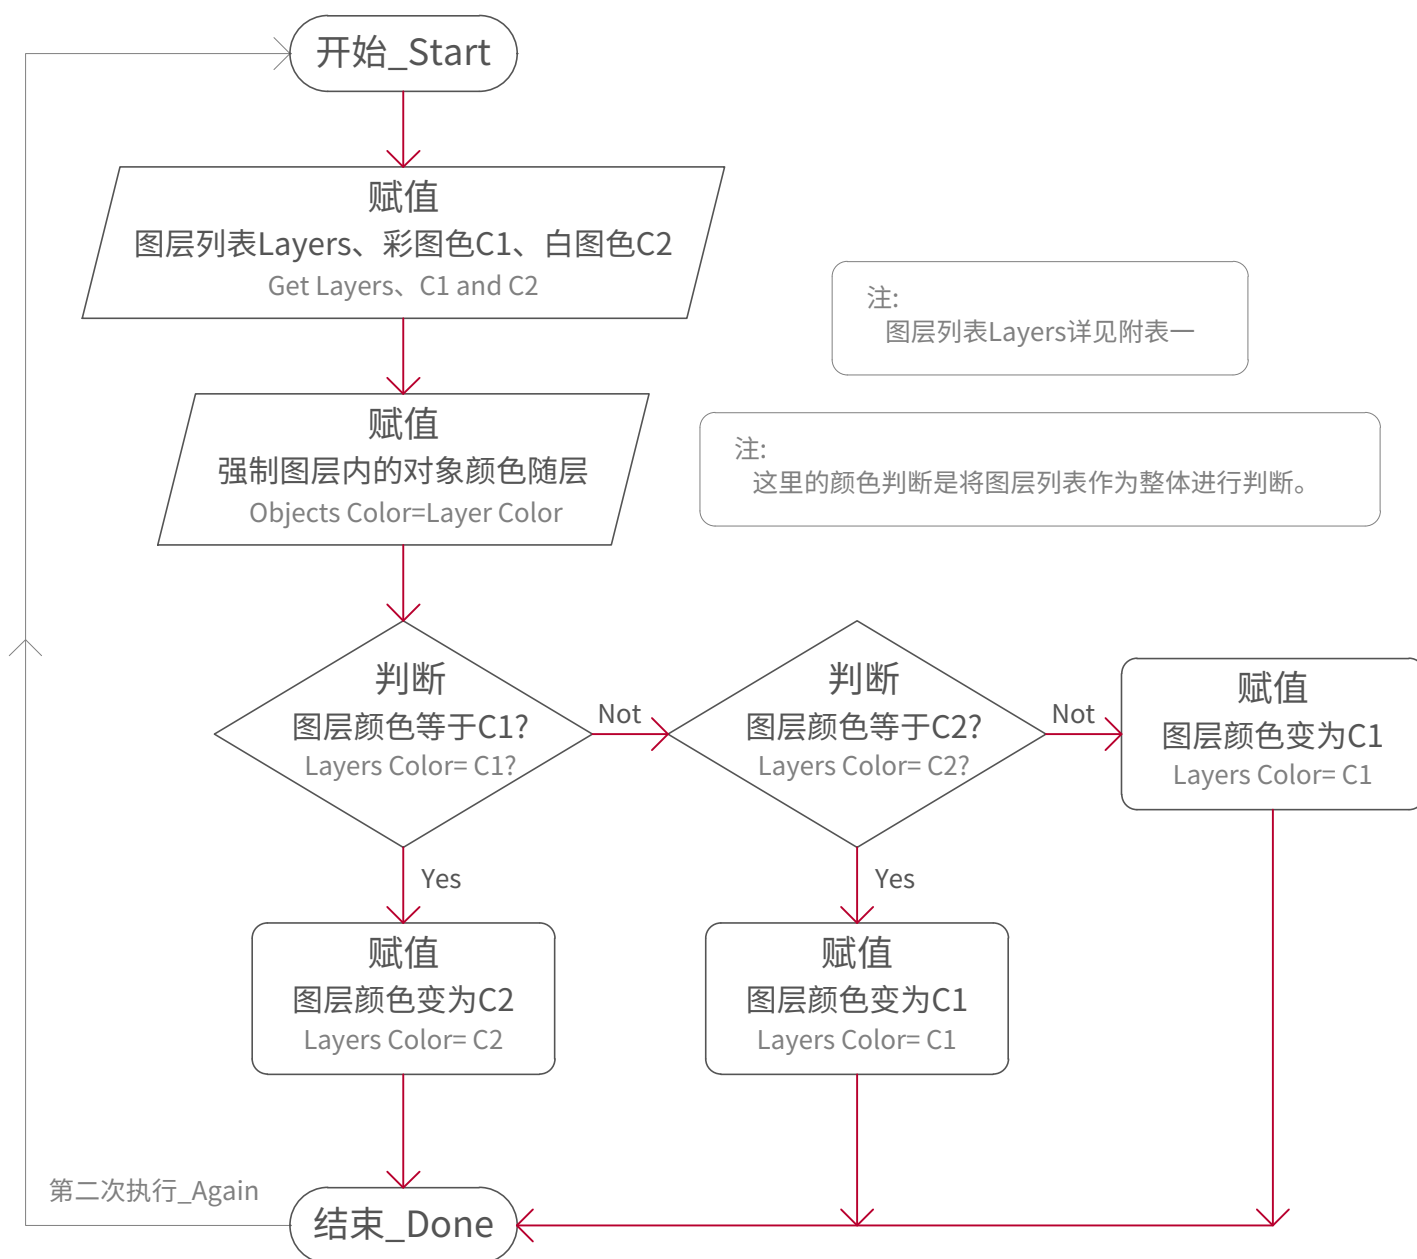 开始_Start
赋值
图层列表Layers、彩图色C1、白图色C2
Get Layers、C1 and C2
注:
图层列表Layers详见附表一
赋值
强制图层内的对象颜色随层
Objects Color=Layer Color
注:
这里的颜色判断是将图层列表作为整体进行判断。
判断
图层颜色等于C1?
Layers Color= C1?
Not
判断
图层颜色等于C2?
Layers Color= C2?
Not
赋值
图层颜色变为C1
Layers Color= C1
Yes
Yes
赋值
图层颜色变为C2
Layers Color= C2
赋值
图层颜色变为C1
Layers Color= C1
第二次执行_Again
结束_Done